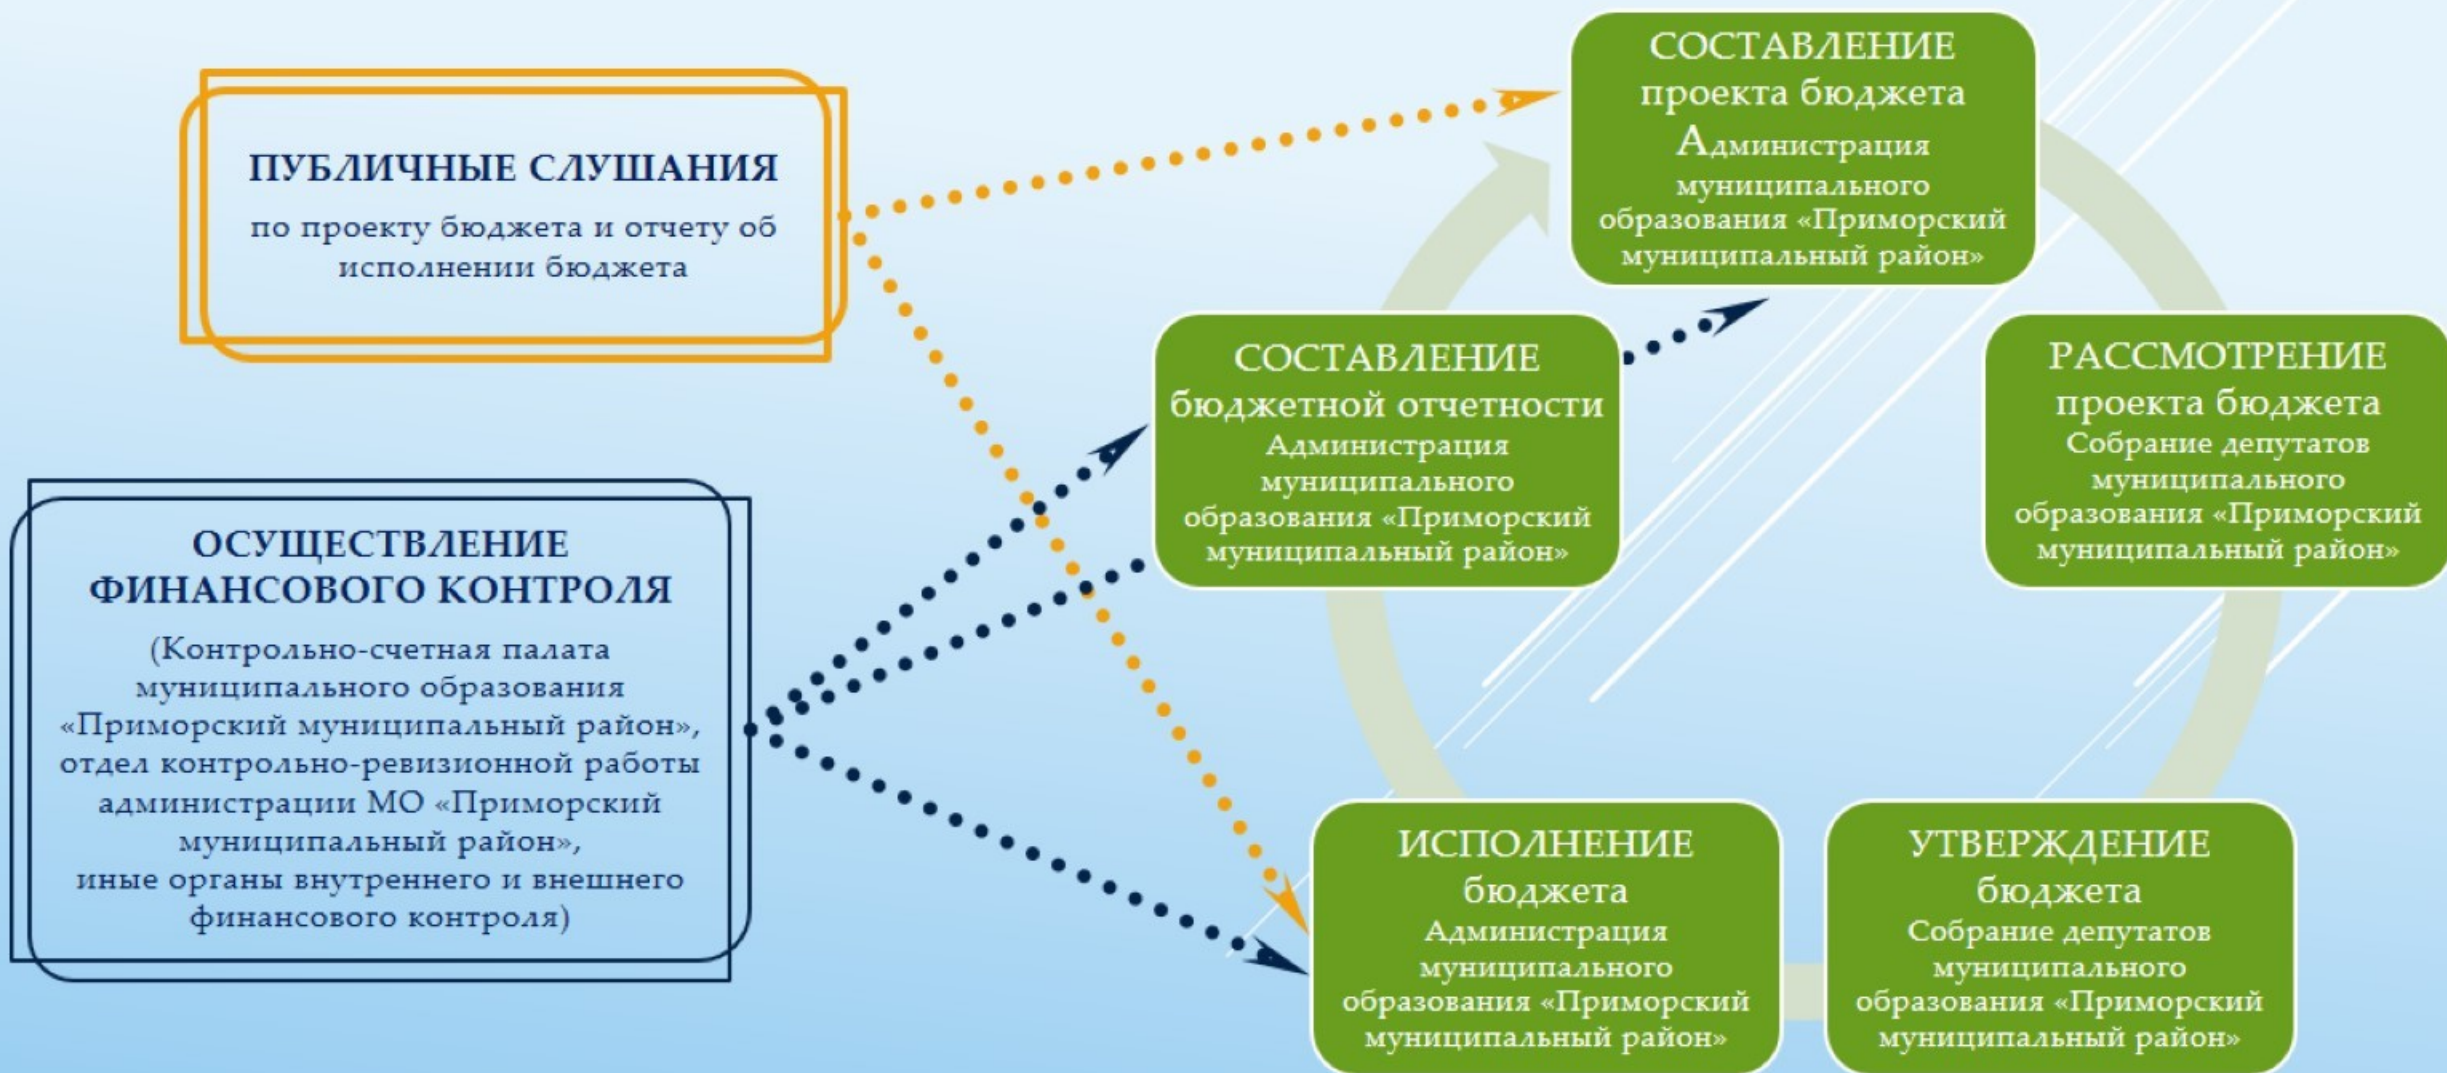 ПУБЛИЧНЫЕ СЛУШАНИЯ
по проекту бюджета и отчету об
исполнении бюджета
ОСУЩЕСТВЛЕНИЕ
ФИНАНСОВОГО КОНТРОЛЯ
(Контрольно-счетная палата
муниципального образования
«Приморский муниципальный район»,
отдел контрольно-ревизионной работы
администрации МО «Приморский
муниципальный район»,
иные органы внутреннего и внешнего
финансового контроля)
СОСТАВЛЕНИЕ
проекта бюджета
Администрация
муниципального
образования «Приморский
муниципальный район»
РАССМОТРЕНИЕ
проекта бюджета
Собрание депутатов
муниципального
образования «Приморский
муниципальный район»
УТВЕРЖДЕНИЕ
бюджета
Собрание депутатов
муниципального
образования «Приморский
муниципальный район»
ИСПОЛНЕНИЕ
бюджета
Администрация
муниципального
образования «Приморский
муниципальный район»
СОСТАВЛЕНИЕ
бюджетной отчетности
Администрация
муниципального
образования «Приморский
муниципальный район»